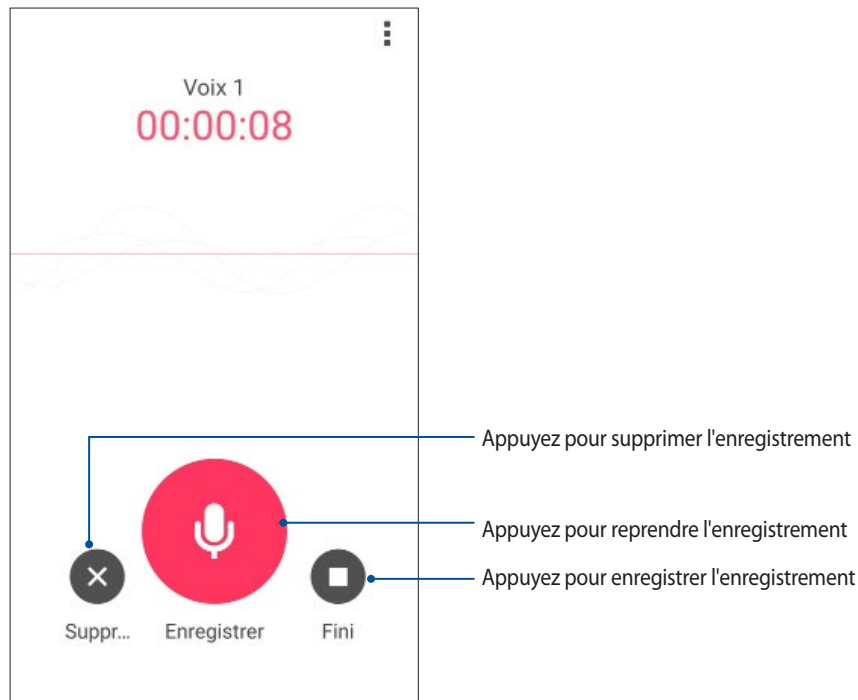 Voix 1
00:00:08
Appuyez pour supprimer l'enregistrement
Appuyez pour reprendre l'enregistrement
Appuyez pour enregistrer l'enregistrement
Suppr... Enregistrer Fini